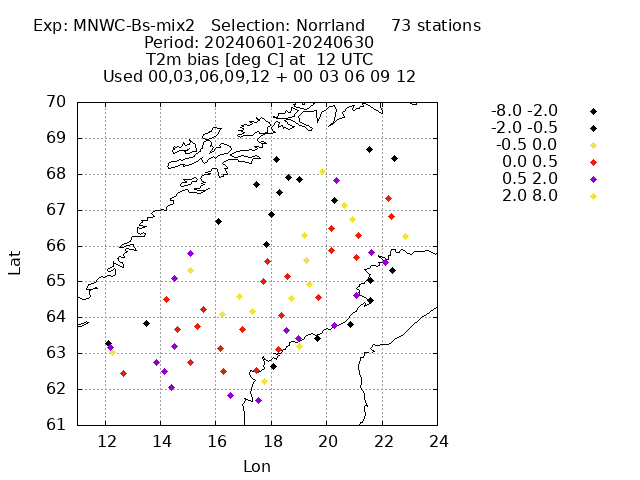 Exp: MNWC-Bs-mix2   Selection: Norrland     73 stations
Period: 20240601-20240630
T2m bias [deg C] at  12 UTC
Used 00,03,06,09,12 + 00 03 06 09 12
-8.0 -2.0
-2.0 -0.5
-0.5 0.0
0.0 0.5
0.5 2.0
2.0 8.0
70
69
68
67
66
65
64
63
62
61
Lat
12 14 16 18 20 22 24
Lon